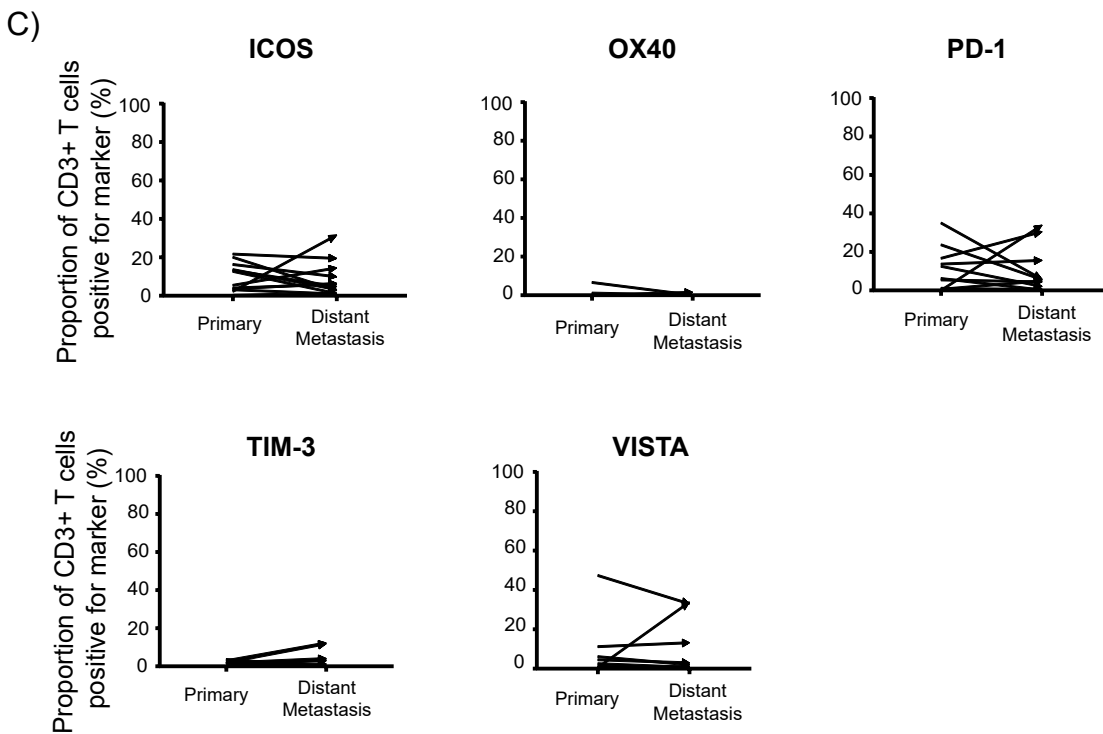 C)
ICOS
OX40
PD-1
Proportion of CD3+ T cells
positive for marker (%)
100
80
60
40
20
0
Primary
Distant
Metastasis
100
80
60
40
20
0
Primary
Distant
Metastasis
100
80
60
40
20
0
Primary
Distant
Metastasis
TIM-3
VISTA
Proportion of CD3+ T cells
positive for marker (%)
100
80
60
40
20
0
Primary
Distant
Metastasis
100
80
60
40
20
0
Primary
Distant
Metastasis